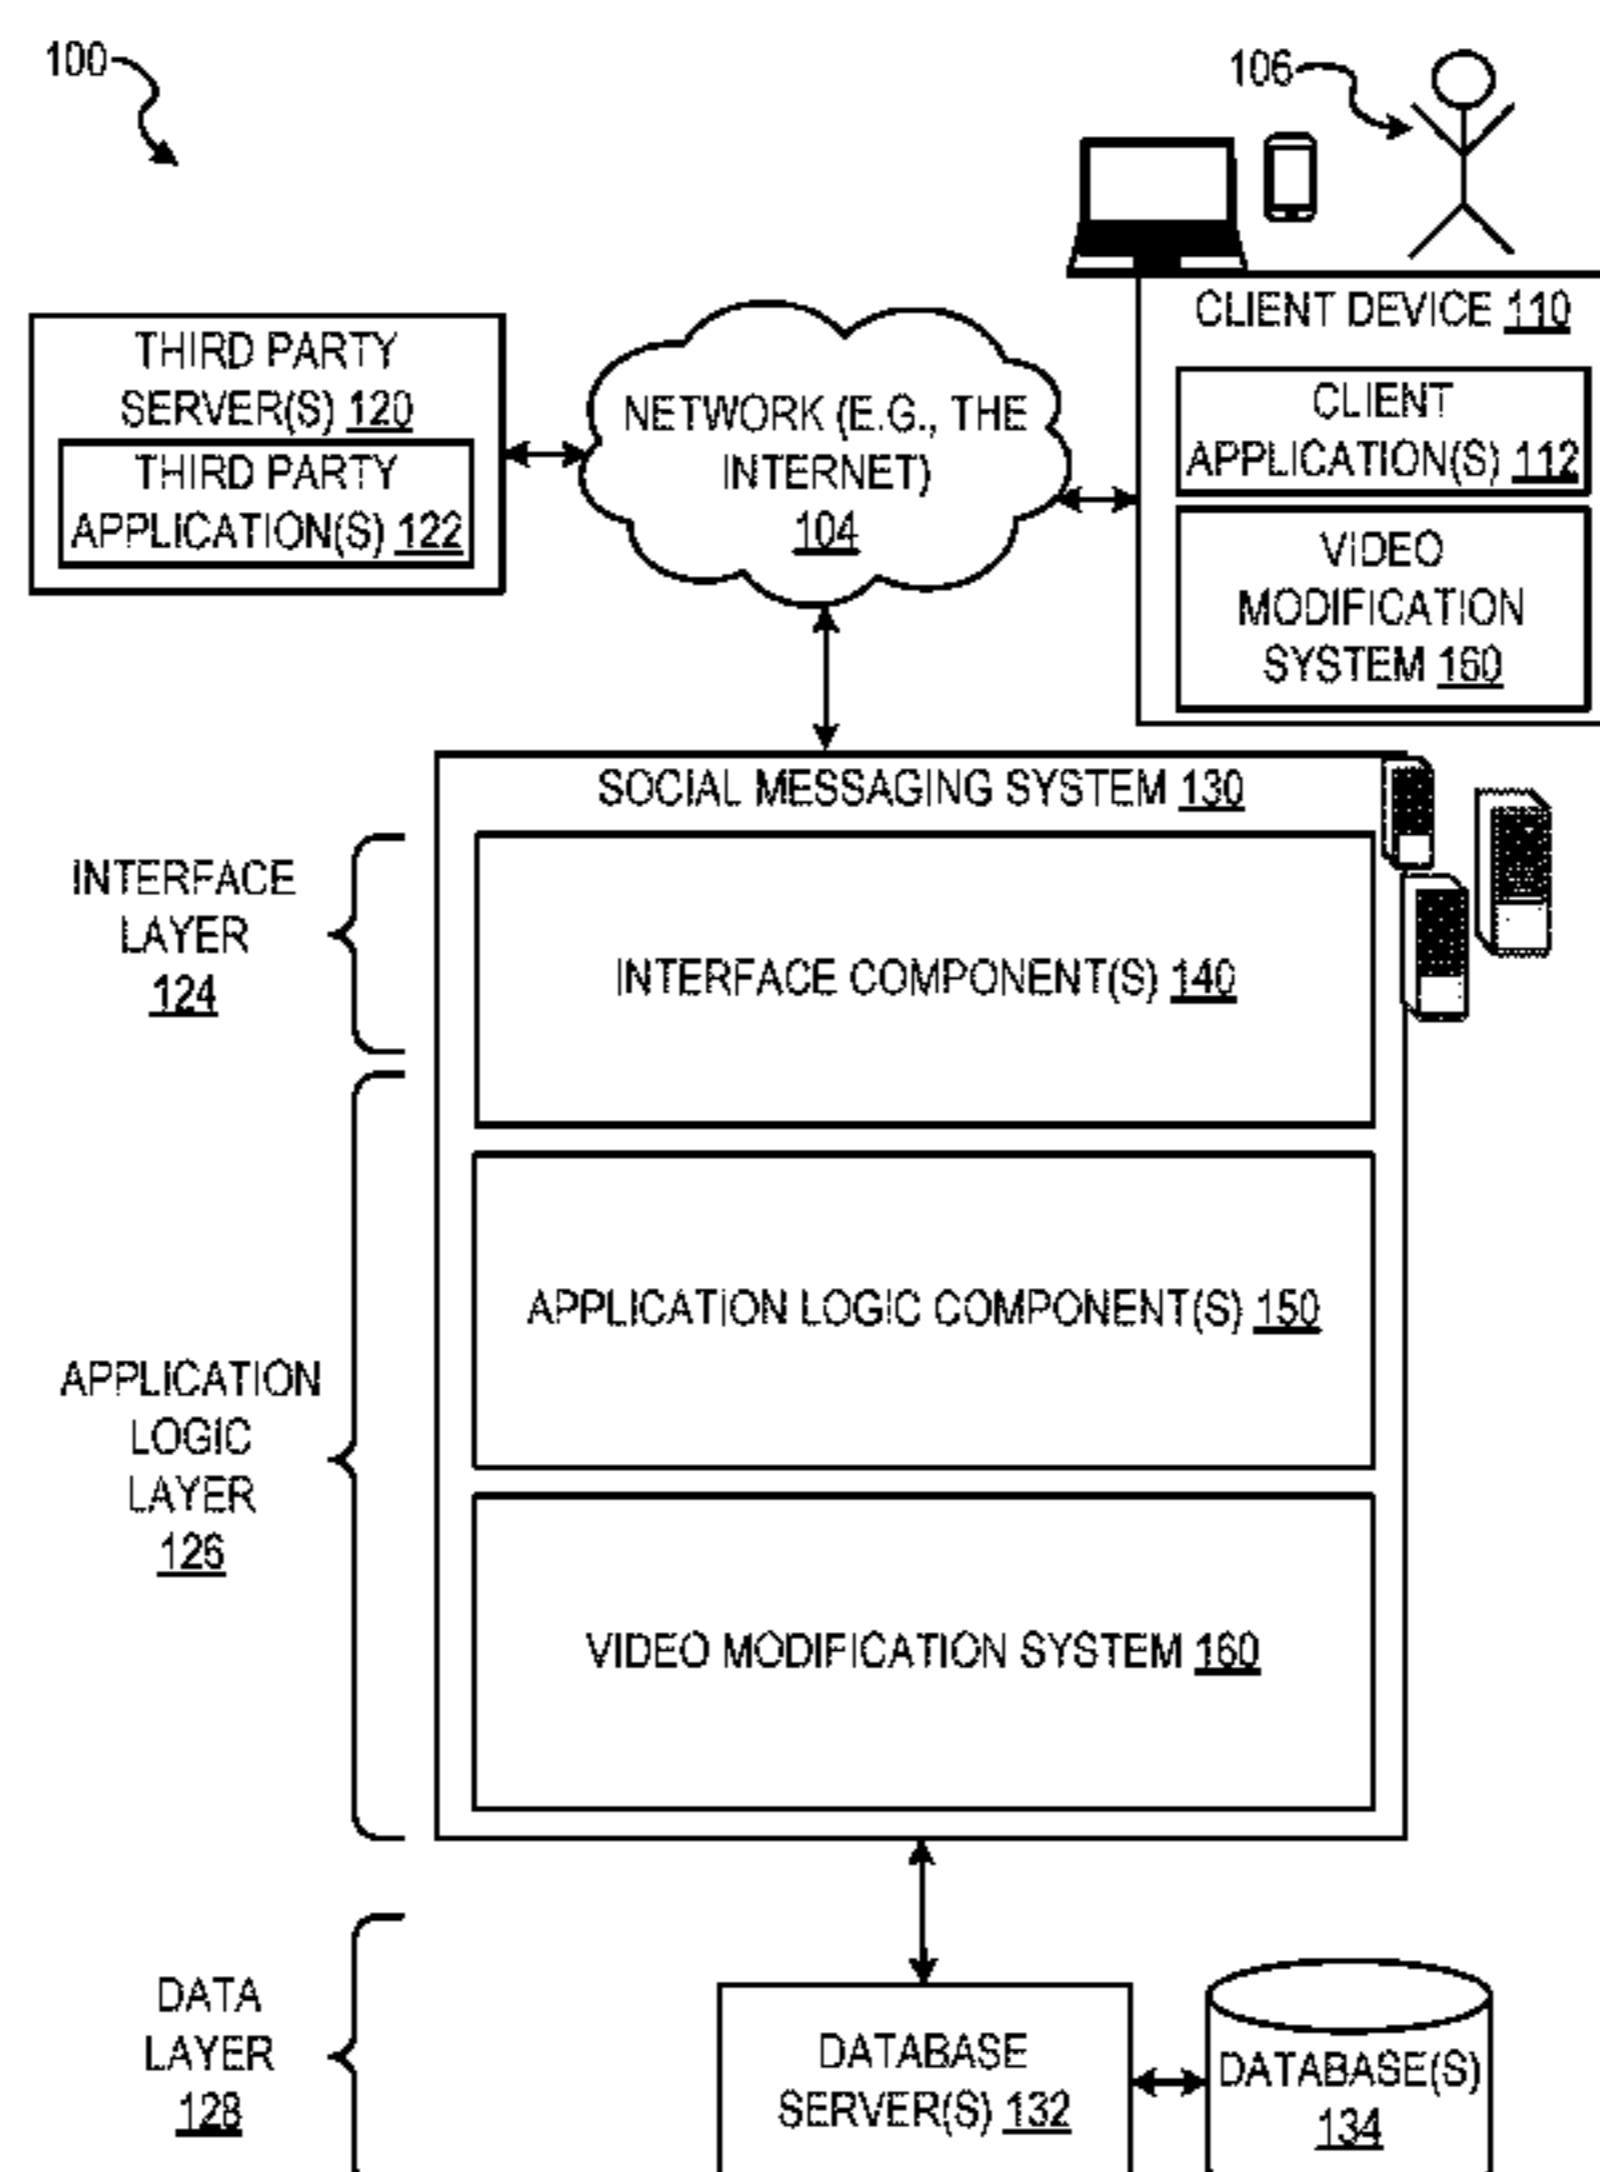 100
106
CLIENT DEVICE 110
CLIENT
APPLICATION(S) 112
VIDEO
MODIFICATION
SYSTEM 160
THIRD PARTY
SERVER(S) 120
THIRD PARTY
APPLICATION(S) 122
NETWORK (E.G., THE
INTERNET)
104
SOCIAL MESSAGING SYSTEM 130
INTERFACE
LAYER
124
INTERFACE COMPONENT(S) 140
APPLICATION LOGIC COMPONENT(S) 150
APPLICATION
LOGIC
LAYER
126
VIDEO MODIFICATION SYSTEM 160
DATA
LAYER
128
DATABASE
SERVER(S) 132
DATABASE(S)
134